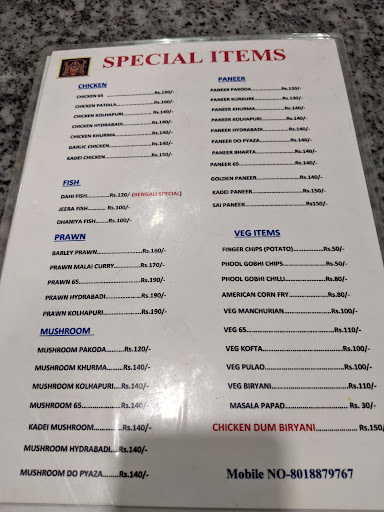 SPECIAL ITEMS
CHICKEN
CHICKEN 65 ........................Rs.150/-
CHICKEN PATIALA..................Rs.160/-
CHICKEN KOLHAPURI ............. Rs.140/-
CHICKEN HYDRABADI..............Rs.140/-
CHICKEN KHURMA..................Rs.140/-
GARLIC CHICKEN....................Rs.140/-
KADEI CHICKEN.....................Rs.150/-
FISH
DAHI FISH..........Rs.120/-(BENGALI SPECIAL)
JEERA FISH......... Rs.100/-
DHANIYA FISH......Rs.100/-
PRAWN
BARLEY PRAWN................Rs.160/-
PRAWN MALAI CURRY.........Rs.170/-
PRAWN 65......................Rs.190/-
PRAWN HYDRABADI............Rs.190/-
PRAWN KOLHAPURI............Rs.190/-
MUSHROOM
MUSHROOM PAKODA.........Rs.120/-
MUSHROOM KHURMA.......Rs.140/-
MUSHROOM KOLHAPURI....Rs.140/-
MUSHROOM 65...............Rs.140/-
KADEI MUSHROOM...........Rs.140/-
MUSHROOM HYDRABADI....Rs.140/-
MUSHROOM DO PYAZA........Rs.140/-
PANEER
PANEER PAKODA...............Rs.120/-
PANEER KURKURE..............Rs.130/-
PANEER KHURMA...............Rs.140/-
PANEER KOLHAPURI............Rs.140/-
PANEER HYDRABADI............Rs.140/-
PANEER DO PYAZA..............Rs.140/-
PANEER BHARTA................Rs.140/-
PANEER 65......................Rs.140/-
GOLDEN PANEER...............Rs.140/-
KADEI PANEER..................Rs.150/-
SAI PANEER.....................Rs150/-
VEG ITEMS
FINGER CHIPS (POTATO)..............Rs.50/-
PHOOL GOBHI CHIPS..................Rs.50/-
PHOOL GOBHI CHILLI..................Rs.80/-
AMERICAN CORN FRY.................Rs.80/-
VEG MANCHURIAN....................Rs.100/-
VEG 65................................Rs.110/-
VEG KOFTA............................Rs.100/-
VEG PULAO............................Rs.100/-
VEG BIRYANI..........................Rs.110/-
MASALA PAPAD...................... Rs. 30/-
CHICKEN DUM BIRYANI............... Rs.150/-
Mobile NO-8018879767